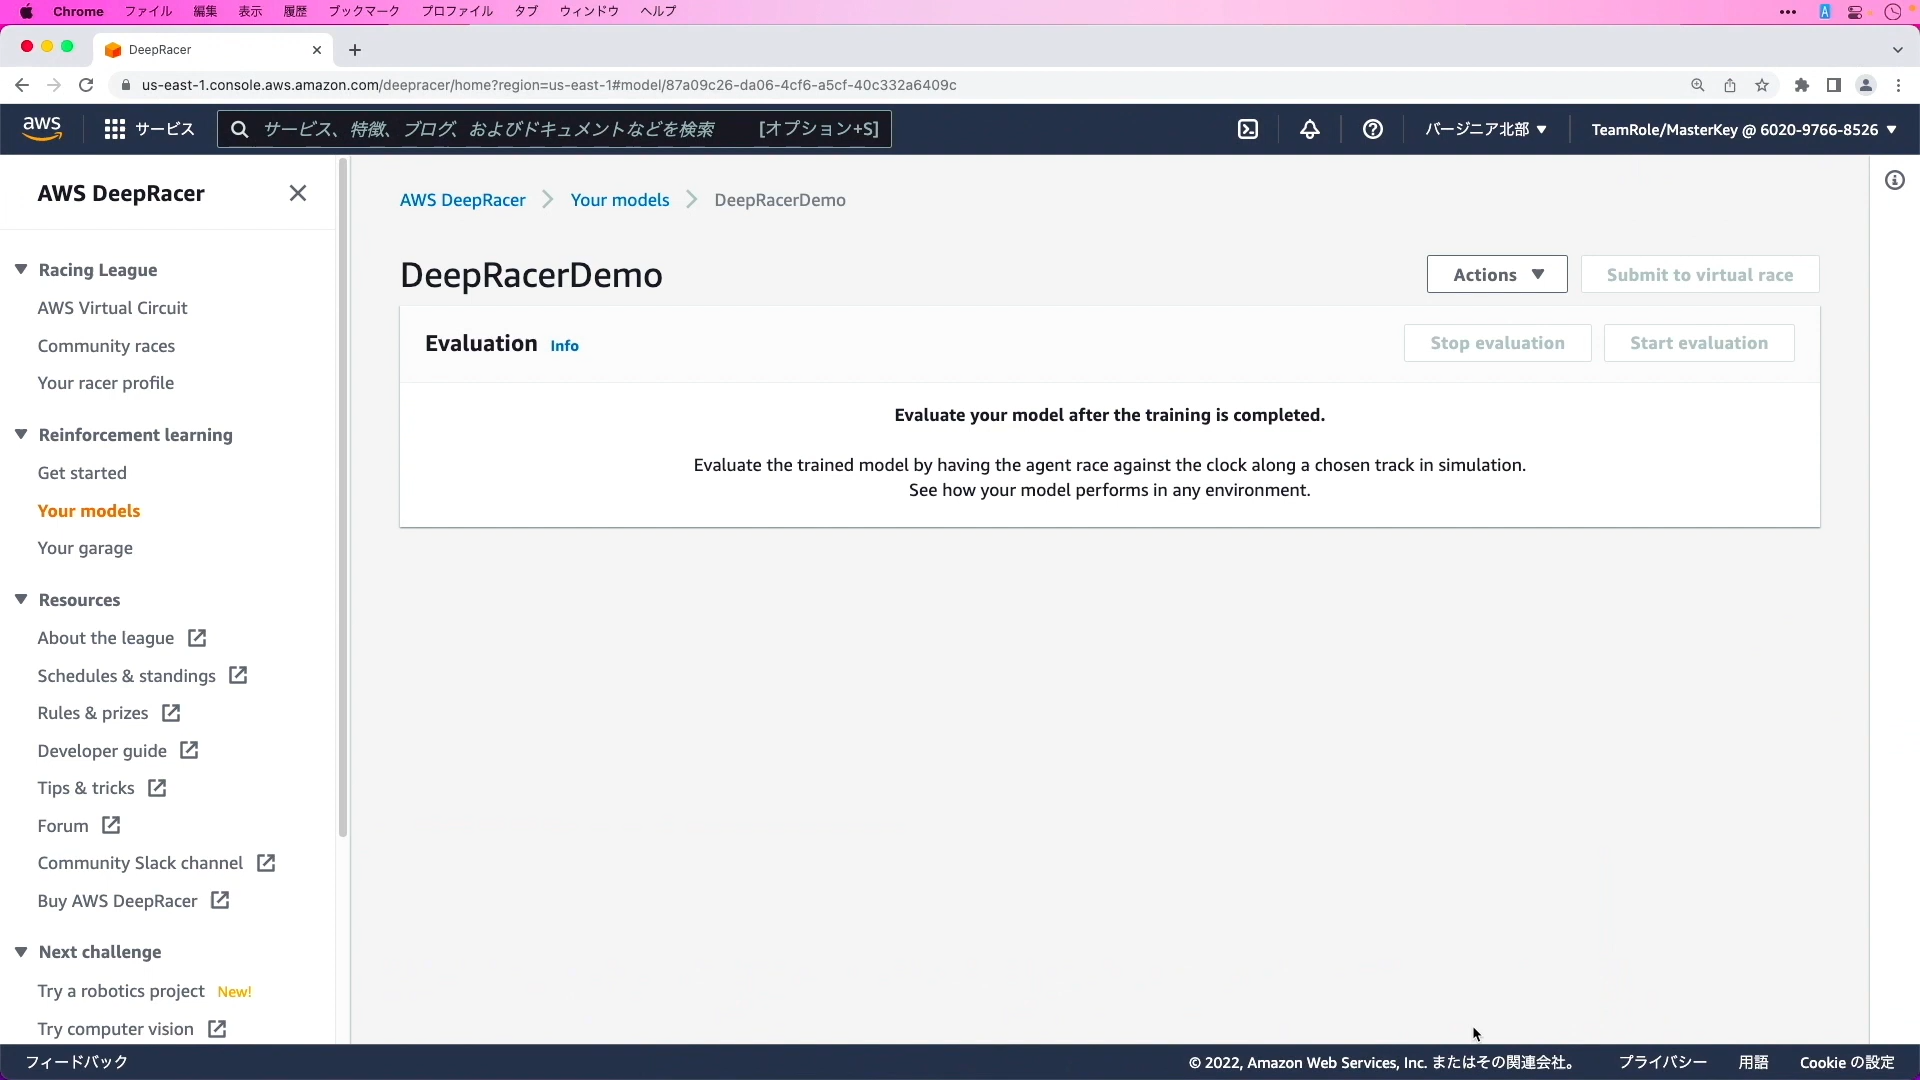 Chrome ファイル 編集 表示 履歴 ブックマーク プロファイル タブ ウィンドウ ヘルプ
A
DeepRacer
us-east-1.console.aws.amazon.com/deepracer/home?region=us-east-1#model/87a09c26-da06-4cf6-a5cf-40c332a6409c
aws サービス サービス、特徴、ブログ、およびドキュメントなどを検索 [オプション+S] バージニア北部 TeamRole/MasterKey @ 6020-9766-8526
AWS DeepRacer
Racing League
AWS Virtual Circuit
Community races
Your racer profile
Reinforcement learning
Get started
Your models
Your garage
Resources
About the league
Schedules & standings
Rules & prizes
Developer guide
Tips & tricks
Forum
Community Slack channel
Buy AWS DeepRacer
Next challenge
Try a robotics project New!
Try computer vision
AWS DeepRacer Your models DeepRacerDemo
DeepRacerDemo
Actions Submit to virtual race
Evaluation Info
Stop evaluation Start evaluation
Evaluate your model after the training is completed.
Evaluate the trained model by having the agent race against the clock along a chosen track in simulation.
See how your model performs in any environment.
フィードバック © 2022, Amazon Web Services, Inc. またはその関連会社。 プライバシー 用語 Cookie の設定